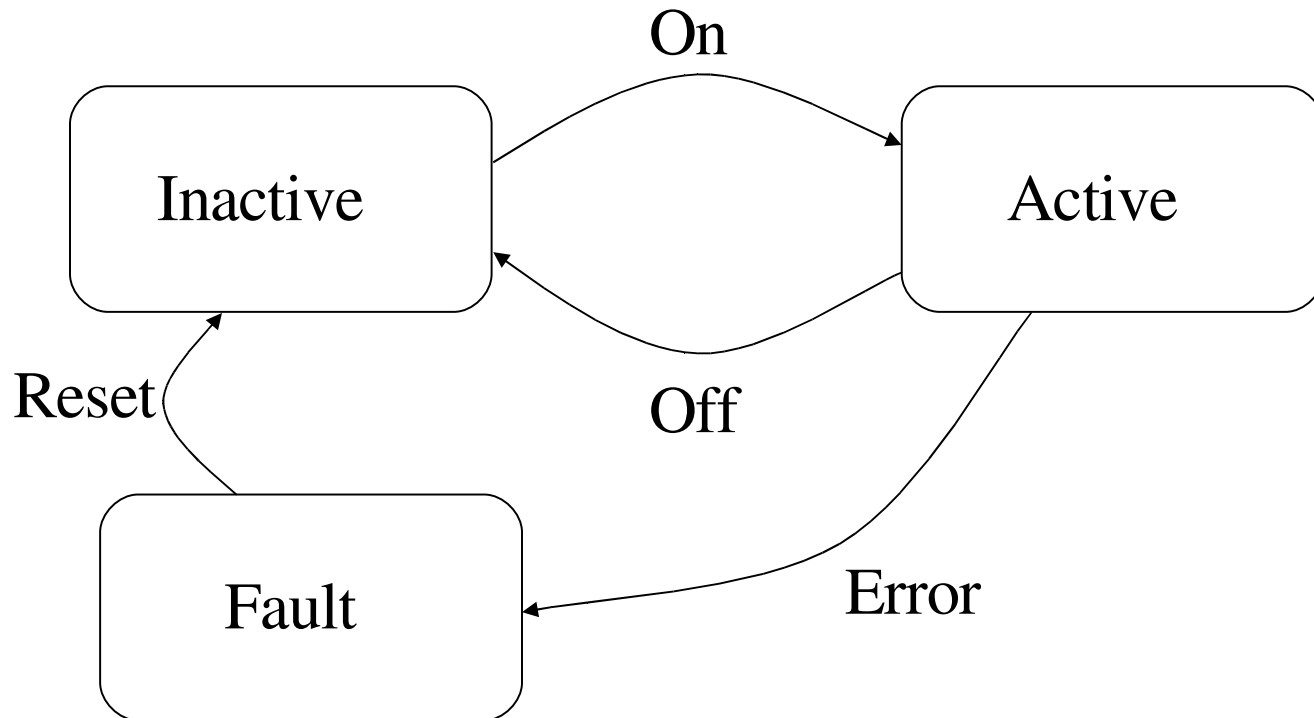 On
Inactive
Active
Reset
Off
Fault
Error